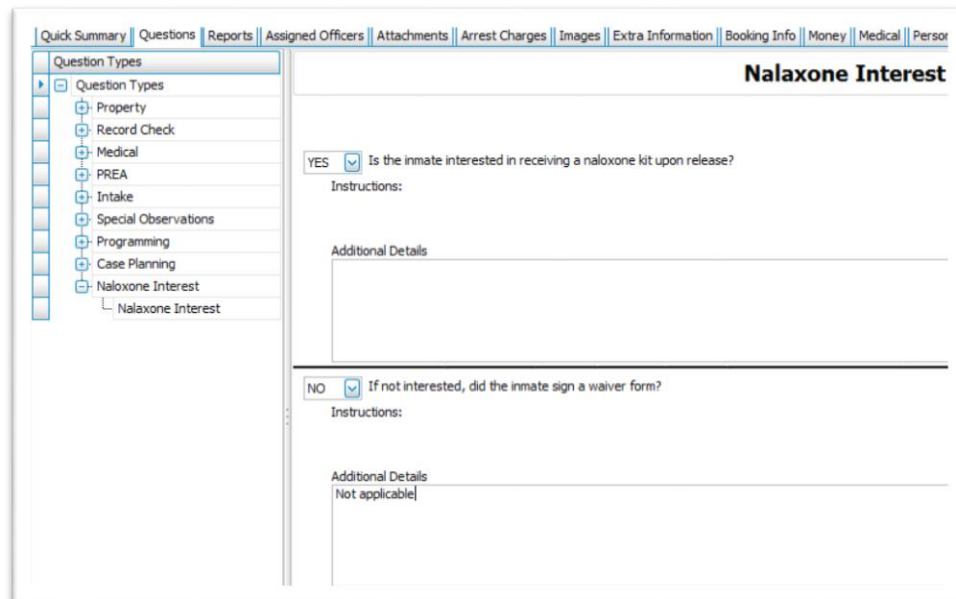 Quick Summary Questions Reports Assigned Officers Attachments Arrest Charges Images Extra Information Booking Info Money Medical
Question Types
Question Types
Property
Record Check
Medical
PREA
Intake
Special Observations
Programming
Case Planning
Naloxone Interest
Nalaxone Interest
Nalaxone Interest
YES Is the inmate interested in receiving a naloxone kit upon release?
Instructions:
Additional Details
NO If not interested, did the inmate sign a waiver form?
Instructions:
Additional Details
Not applicable